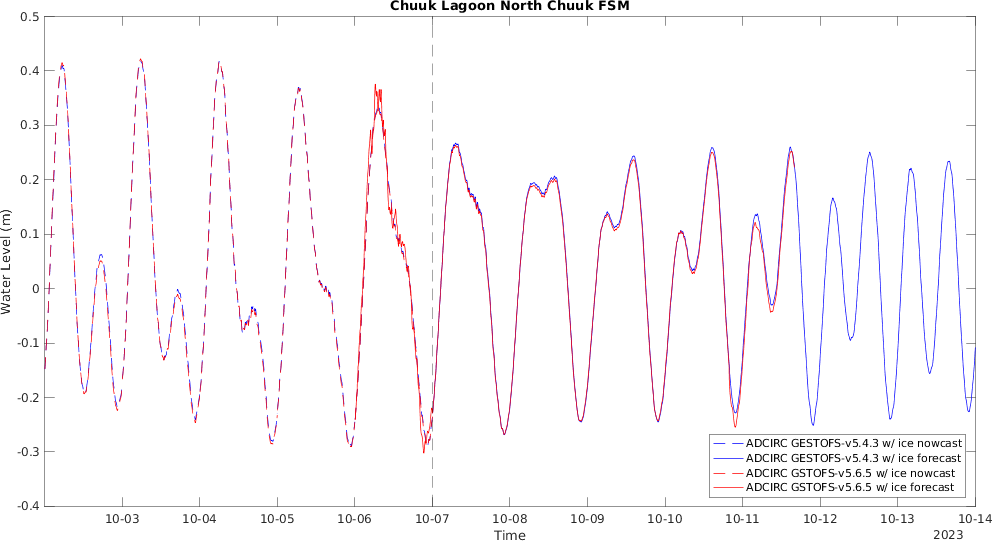 Chuuk Lagoon North Chuuk FSM
0.5
0.4
0.3
0.2
0.1
0
-0.1
-0.2
-0.3
-0.4
Water Level (m)
10-03 10-04 10-05 10-06 10-07 10-08 10-09 10-10 10-11 10-12 10-13 10-14
Time
2023
ADCIRC GESTOFS-v5.4.3 w/ ice nowcast
ADCIRC GESTOFS-v5.4.3 w/ ice forecast
ADCIRC GSTOFS-v5.6.5 w/ ice nowcast
ADCIRC GSTOFS-v5.6.5 w/ ice forecast